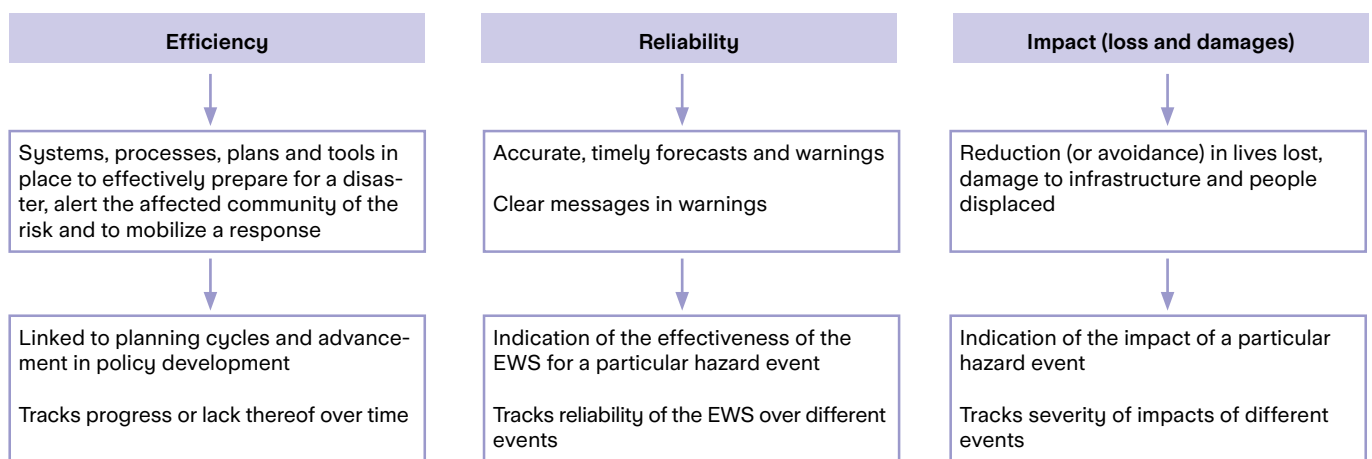 Efficiency
Systems, processes, plans and tools in
place to effectively prepare for a disas-
ter, alert the affected community of the
risk and to mobilize a response
Linked to planning cycles and advance-
ment in policy development
Tracks progress or lack thereof over time
Reliability
Accurate, timely forecasts and warnings
Clear messages in warnings
Indication of the effectiveness of the
EWS for a particular hazard event
Tracks reliability of the EWS over different
events
Impact (loss and damages)
Reduction (or avoidance) in lives lost,
damage to infrastructure and people
displaced
Indication of the impact of a particular
hazard event
Tracks severity of impacts of different
events